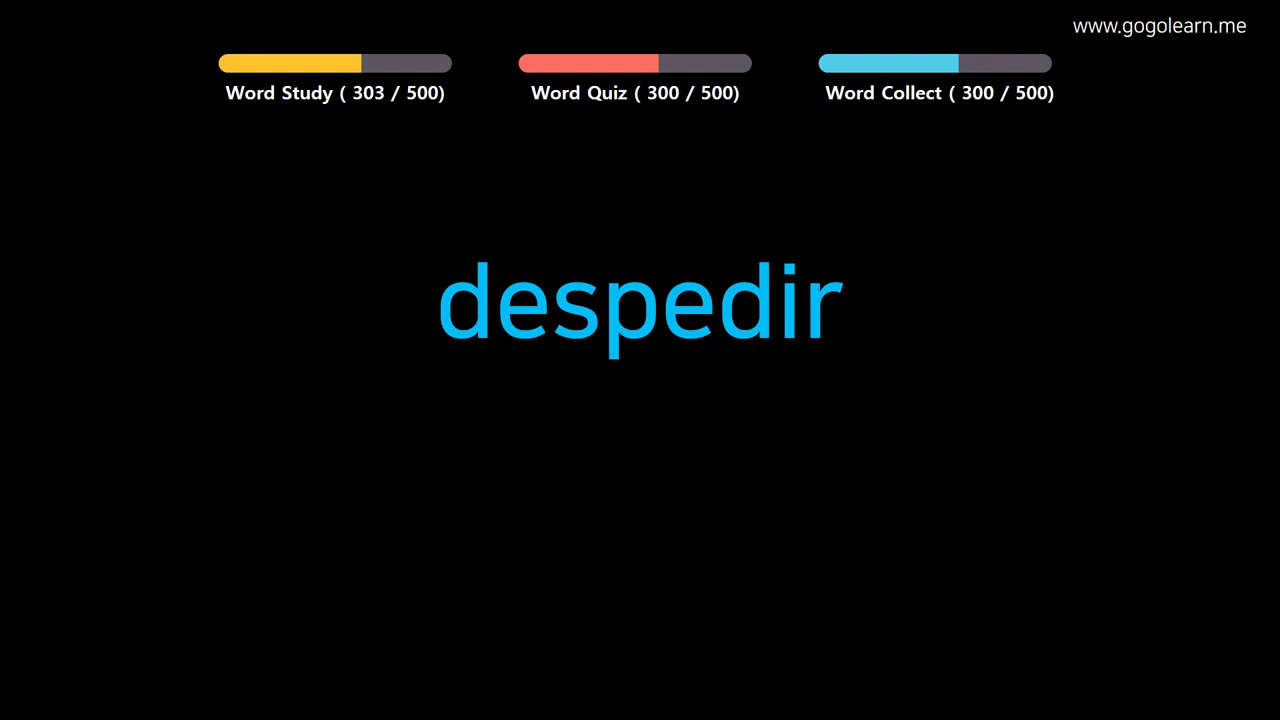 www.gogolearn.me
Word Study ( 303 / 500)
Word Quiz ( 300 / 500)
Word Collect ( 300 / 500)
despedir